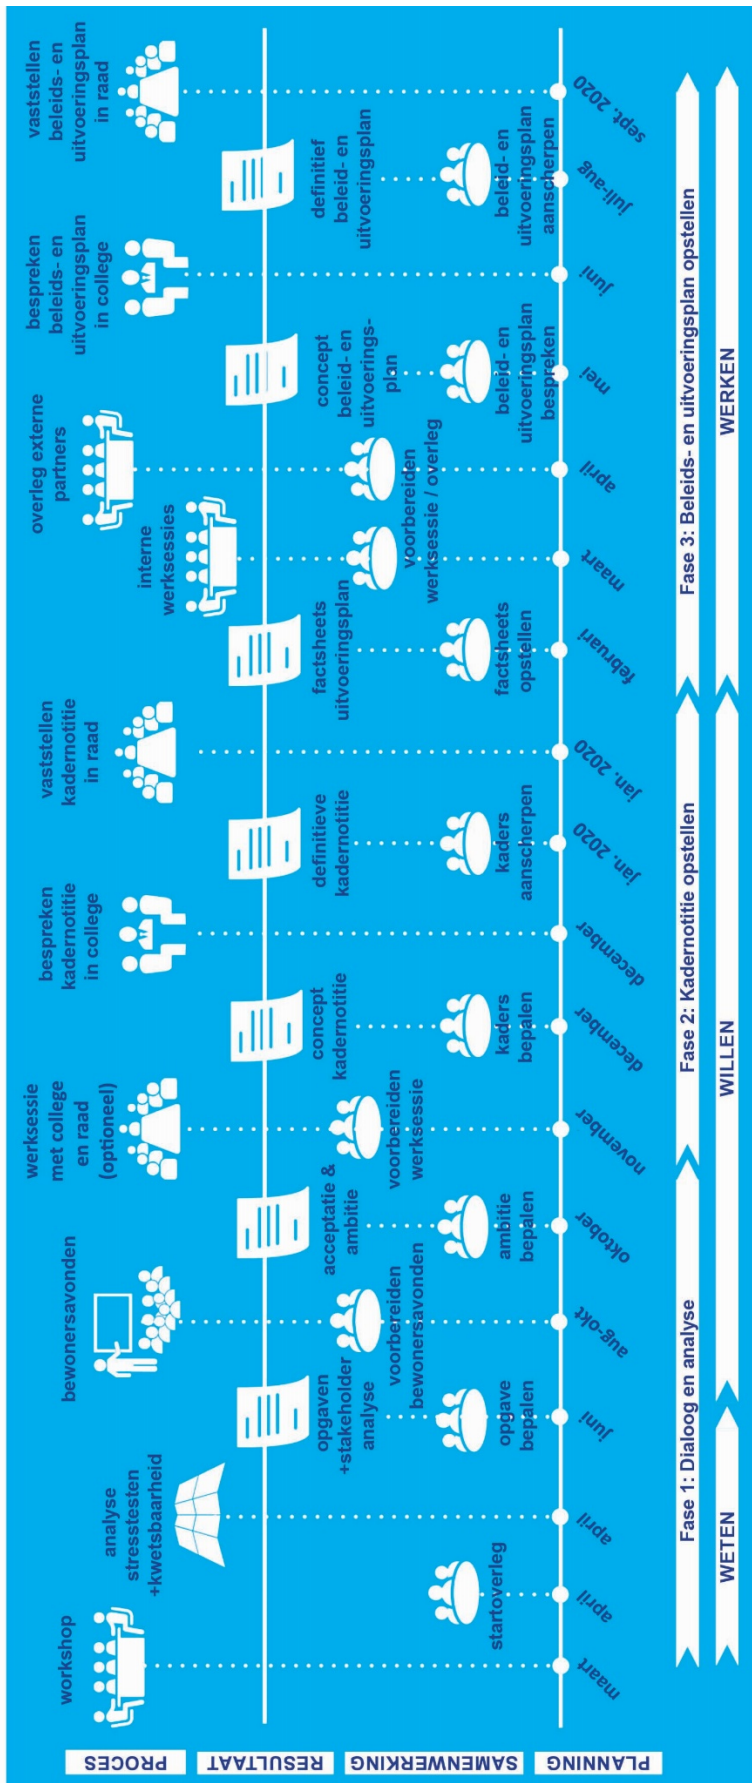 PROCES
workshop
analyse
stresstesten
+kwetsbaarheid
bewonersavonden
werksessie
met college
en raad
(optioneel)
bespreken
kadernotitie
in college
vaststellen
kadernotitie
in raad
interne
werksessies
overleg externe
partners
bespreken
beleids- en
uitvoeringsplan
in college
vaststellen
beleids- en
uitvoeringsplan
in raad
RESULTAAT
opgaven
+stakeholder
analyse
acceptatie &
ambitie
concept
kadernotitie
definitieve
kadernotitie
factsheets
uitvoeringsplan
concept
beleid- en
uitvoerings-
plan
definitief
beleid- en
uitvoeringsplan
SAMENWERKING
startoverleg
opgave
bepalen
voorbereiden
bewonersavonden
ambitie
bepalen
voorbereiden
werksessie
kaders
bepalen
kaders
aanscherpen
factsheets
opstellen
voorbereiden
werksessie / overleg
beleid- en
uitvoeringsplan
bespreken
beleid- en
uitvoeringsplan
aanscherpen
PLANNING
maart
april
april
juni
aug-okt
oktober
november
december
december
jan. 2020
jan. 2020
februari
maart
april
mei
juni
juli-aug
sept. 2020
Fase 1: Dialoog en analyse
Fase 2: Kadernotitie opstellen
Fase 3: Beleids- en uitvoeringsplan opstellen
WETEN
WILLEN
WERKEN